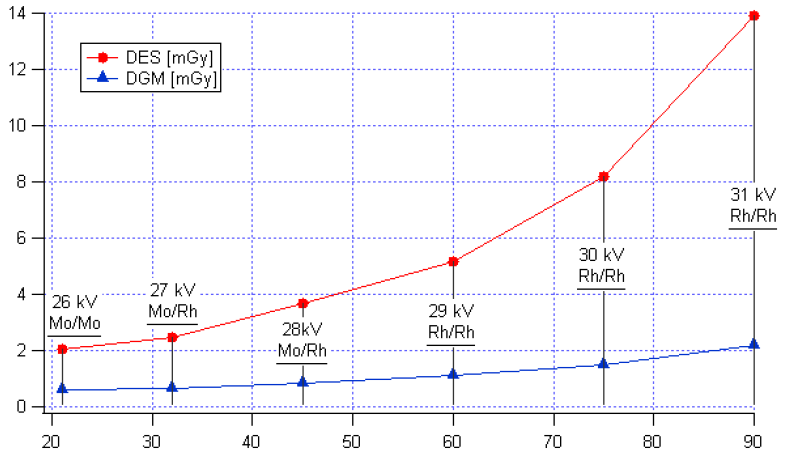 14
12
10
8
6
4
2
0
DES [mGy]
DGM [mGy]
26 kV
Mo/Mo
27 kV
Mo/Rh
28kV
Mo/Rh
29 kV
Rh/Rh
30 kV
Rh/Rh
31 kV
Rh/Rh
20 30 40 50 60 70 80 90